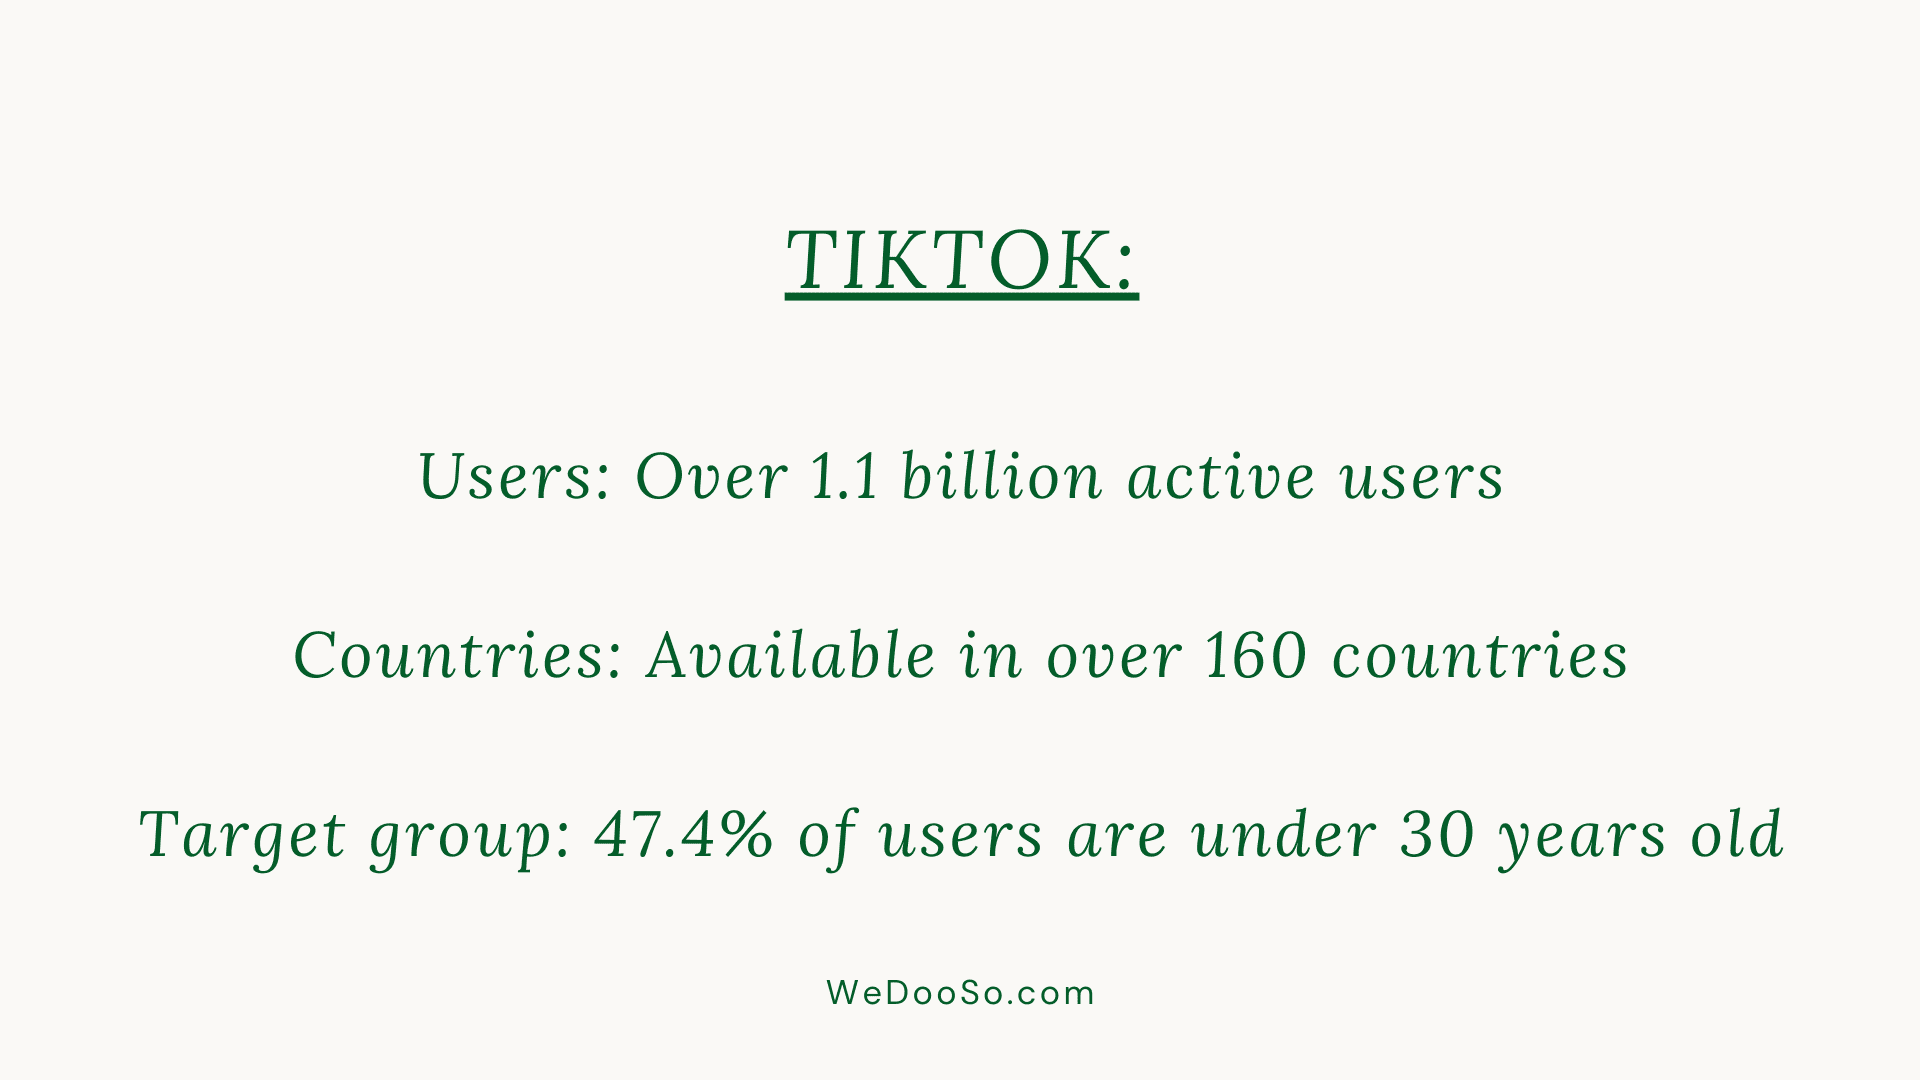 TIKTOK:
Users: Over 1.1 billion active users
Countries: Available in over 160 countries
Target group: 47.4% of users are under 30 years old
WeDooSo.com